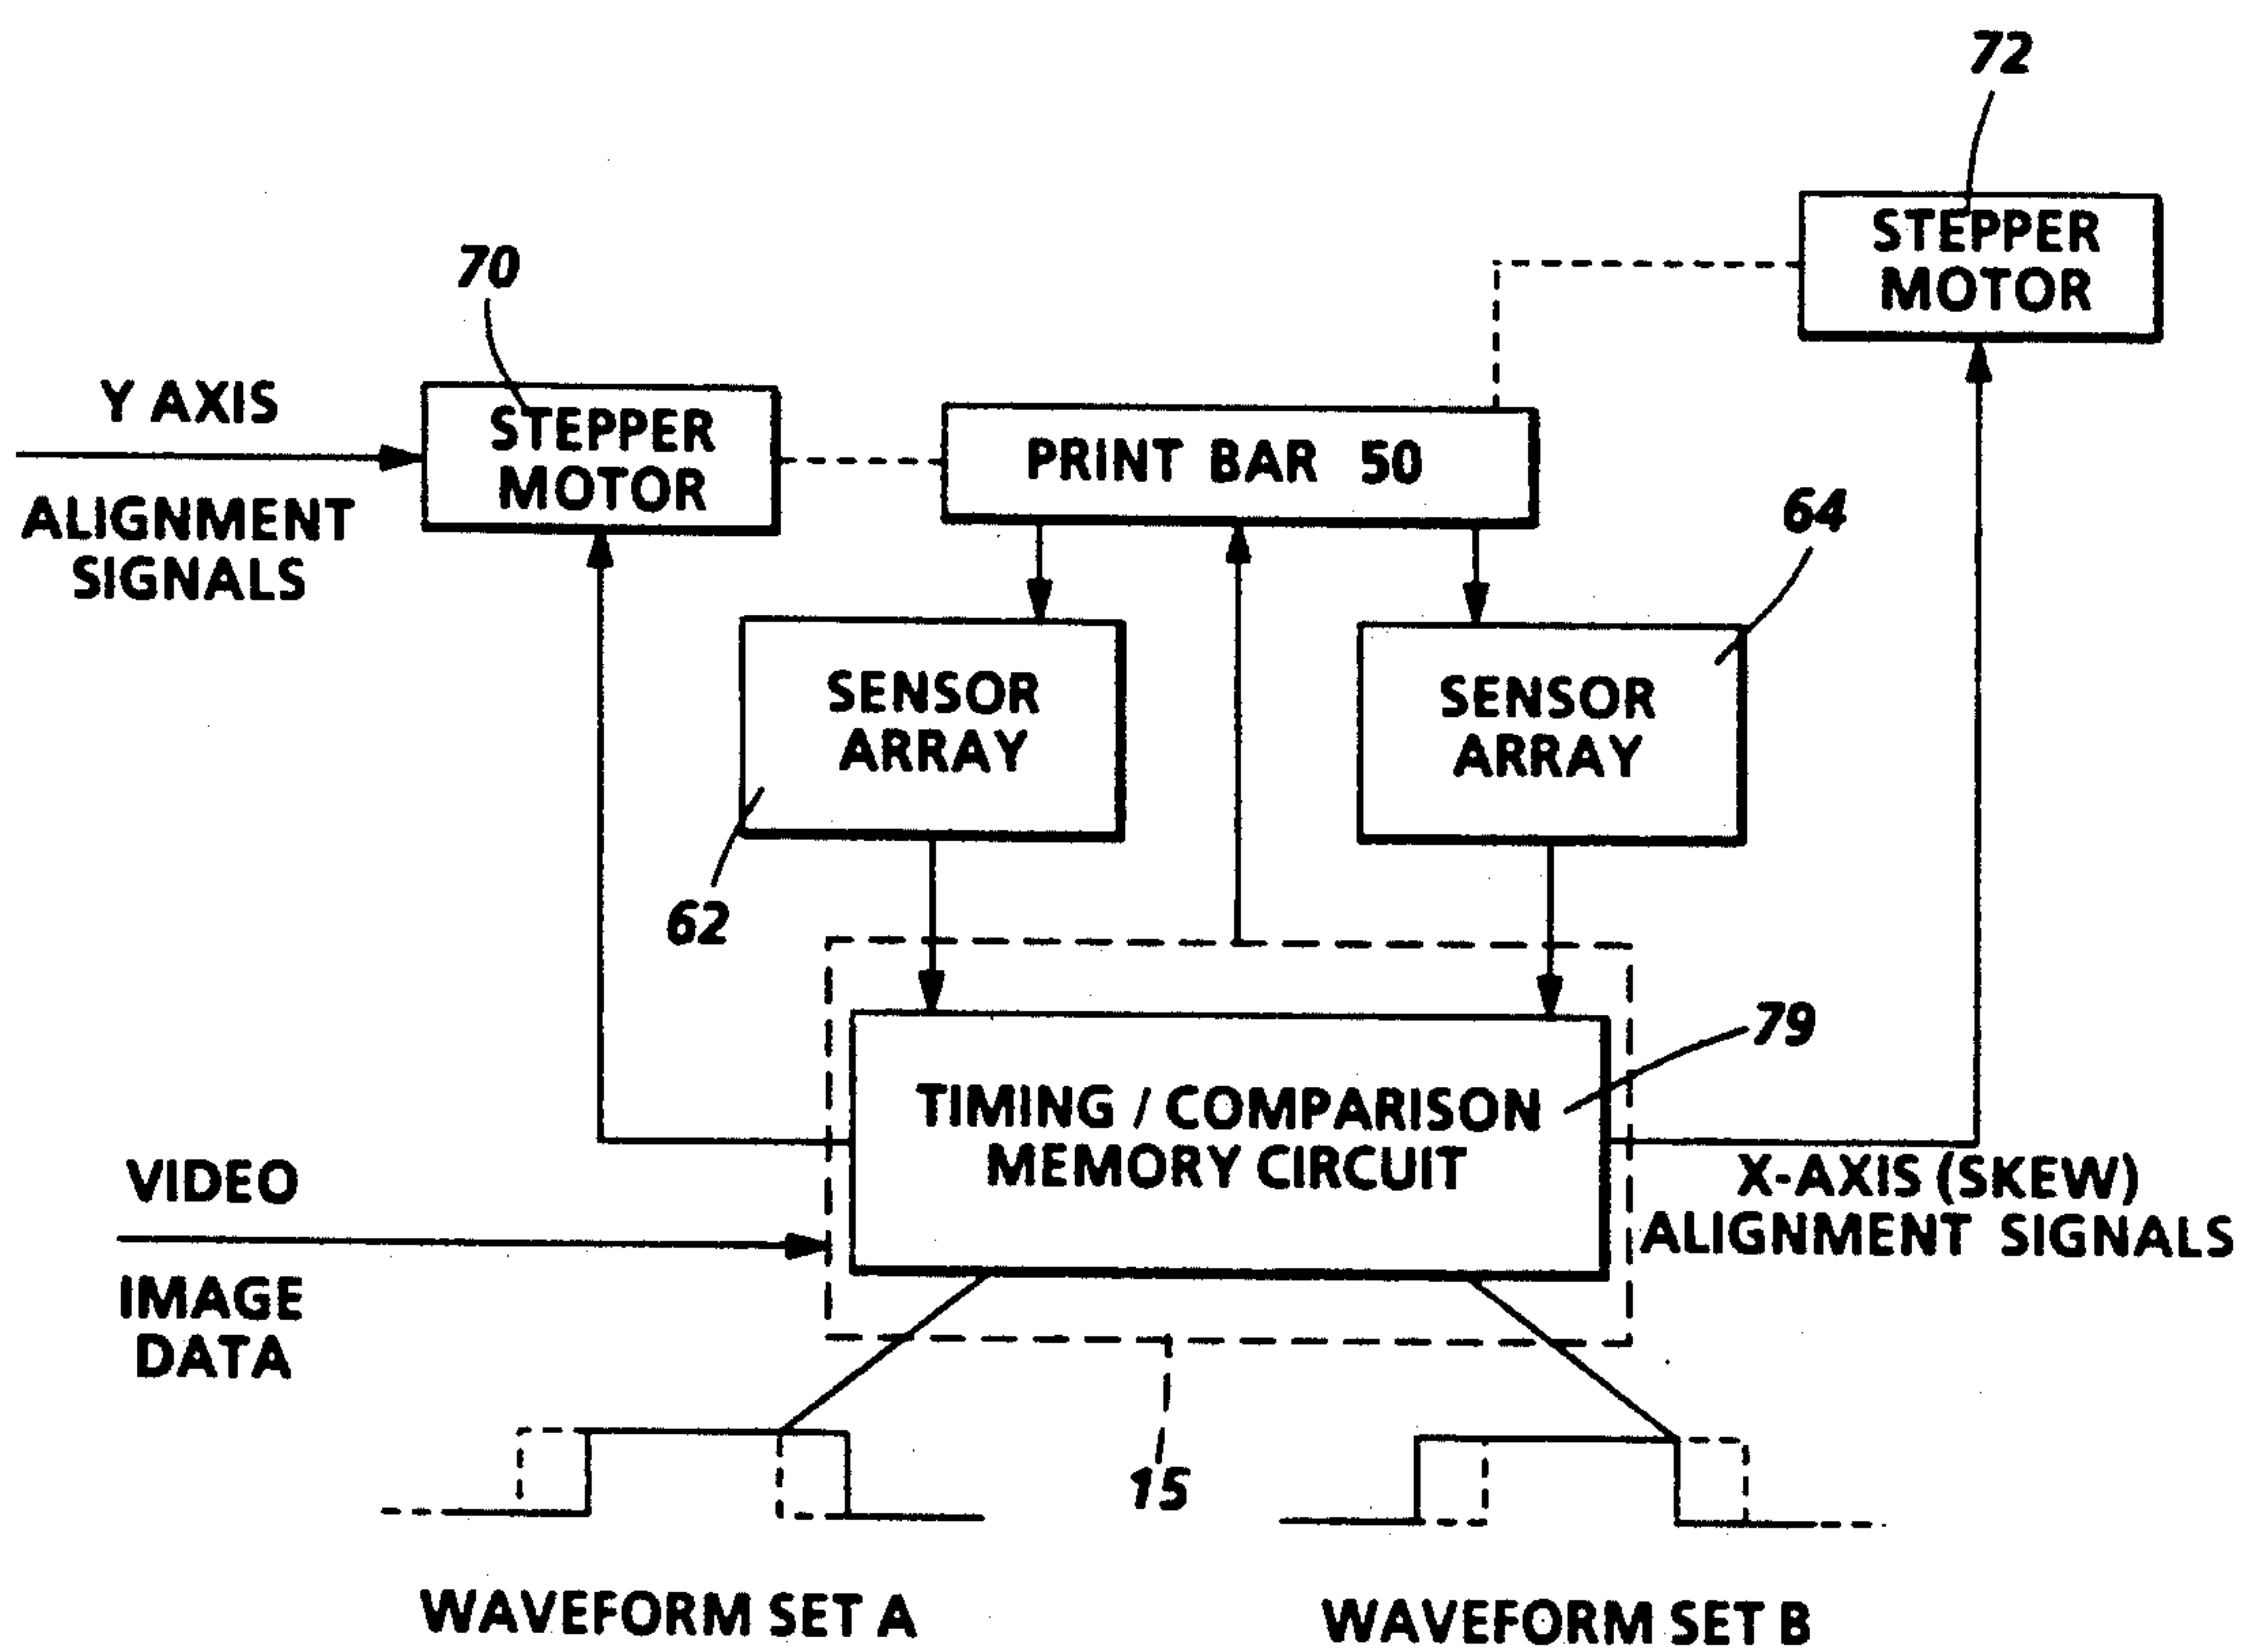 72
STEPPER
MOTOR
70
Y AXIS
ALIGNMENT
SIGNALS
STEPPER
MOTOR
PRINT BAR 50
64
SENSOR
ARRAY
SENSOR
ARRAY
62
79
TIMING / COMPARISON
MEMORY CIRCUIT
VIDEO
IMAGE
DATA
X-AXIS (SKEW)
ALIGNMENT SIGNALS
15
WAVEFORM SET A
WAVEFORM SET B